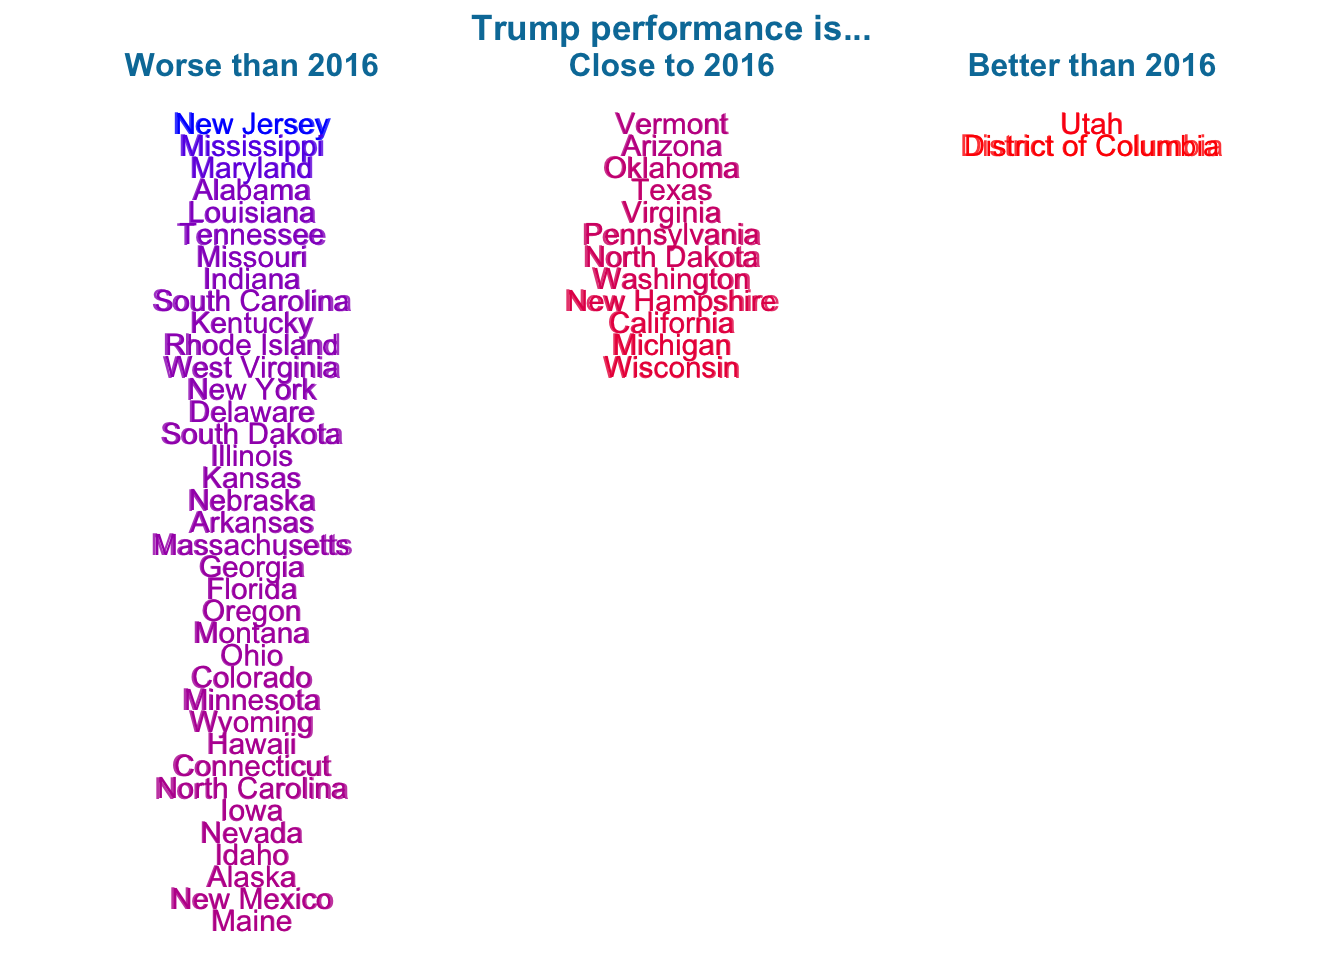 Trump performance is...
Worse than 2016
New Jersey
Mississippi
Maryland
Alabama
Louisiana
Tennessee
Missouri
Indiana
South Carolina
Kentucky
Rhode Island
West Virginia
New York
Delaware
South Dakota
Illinois
Kansas
Nebraska
Arkansas
Massachusetts
Georgia
Florida
Oregon
Montana
Ohio
Colorado
Minnesota
Wyoming
Hawaii
Connecticut
North Carolina
Iowa
Nevada
Idaho
Alaska
New Mexico
Maine
Close to 2016
Vermont
Arizona
Oklahoma
Texas
Virginia
Pennsylvania
North Dakota
Washington
New Hampshire
California
Michigan
Wisconsin
Better than 2016
Utah
District of Columbia